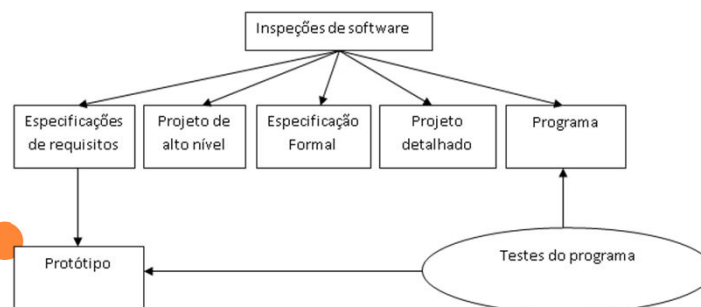 Inspeções de software
Especificações
de requisitos
Projeto de
alto nível
Especificação
Formal
Projeto
detalhado
Programa
Protótipo
Testes do programa